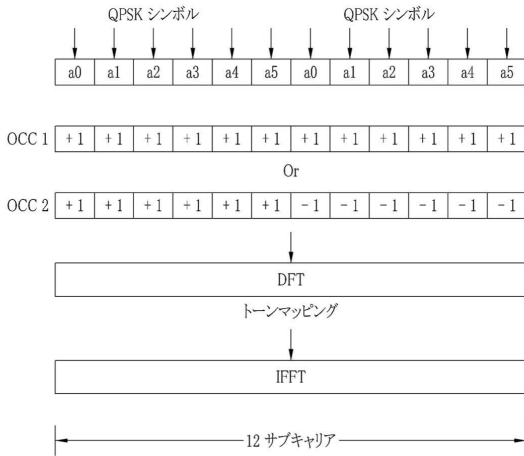 QPSK シンボル QPSK シンボル
a0 a1 a2 a3 a4 a5 a0 a1 a2 a3 a4 a5
OCC 1 +1 +1 +1 +1 +1 +1 +1 +1 +1 +1 +1 +1
Or
OCC 2 +1 +1 +1 +1 +1 +1 -1 -1 -1 -1 -1 -1
DFT
トーンマッピング
IFFT
12 サブキャリア